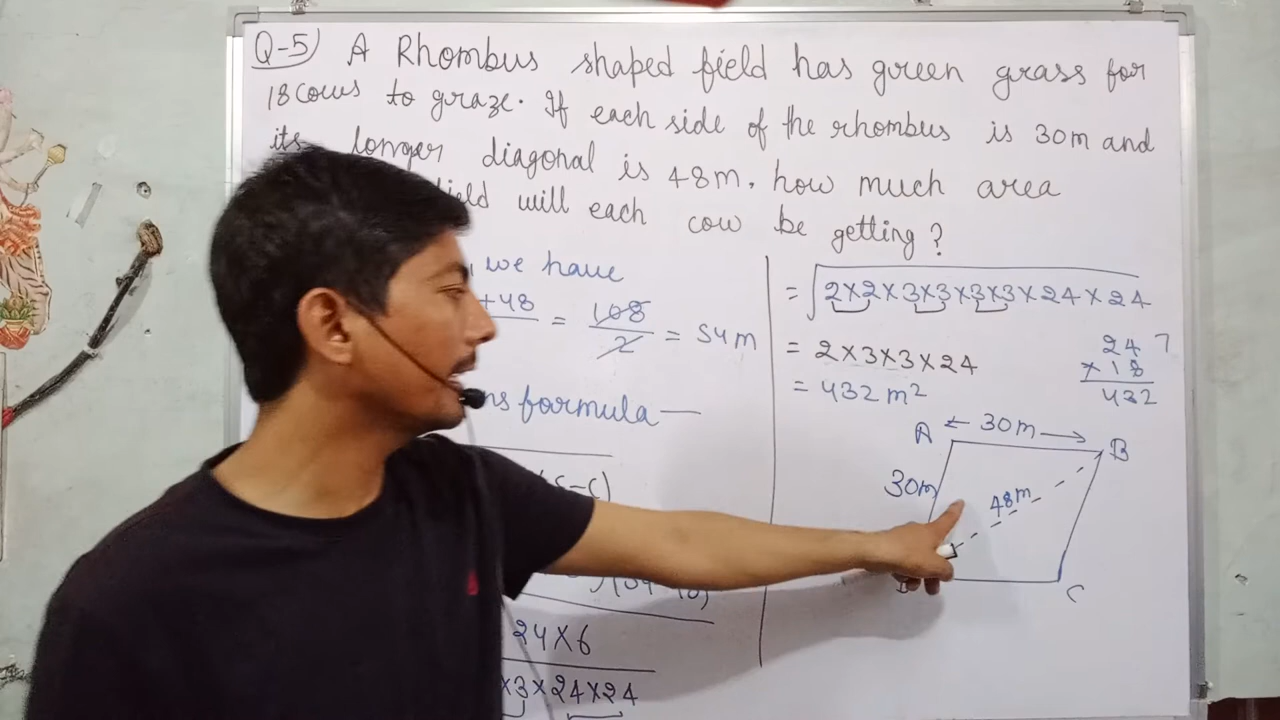 Q-5) A Rhombus shaped field has green grass for
18 cows to graze. If each side of the rhombus is 30m and
its longer diagonal is 48m, how much area
field will each cow be getting?
, we have
+48 = 108/2 = 54m
formula —
24×6
×3×24×24
= √2×2×3×3×3×3×24×24
= 2×3×3×24
= 432 m²
24
×18
432
A ← 30m → B
30m
48m
C